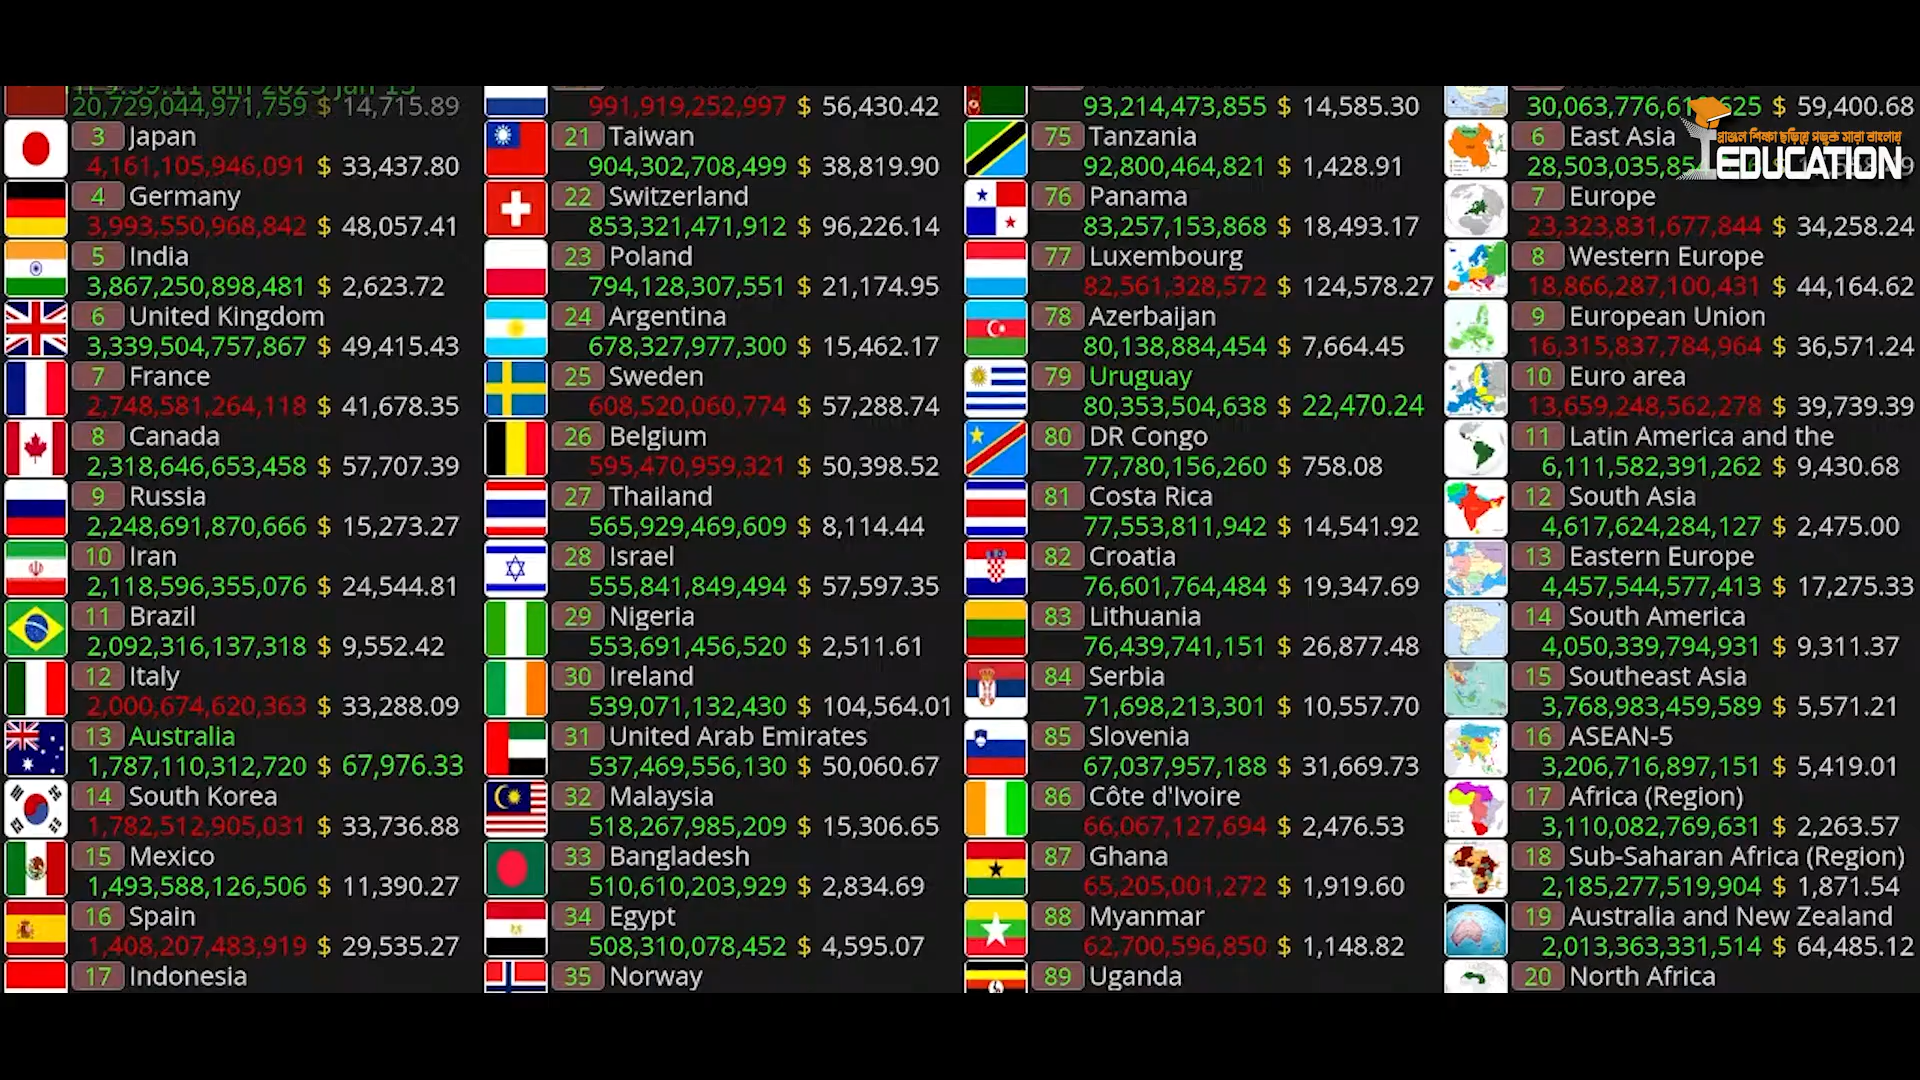 20,729,044,971,759 $ 14,715.89
3 Japan
4,161,105,946,091 $ 33,437.80
4 Germany
3,993,550,968,842 $ 48,057.41
5 India
3,867,250,898,481 $ 2,623.72
6 United Kingdom
3,339,504,757,867 $ 49,415.43
7 France
2,748,581,264,118 $ 41,678.35
8 Canada
2,318,646,653,458 $ 57,707.39
9 Russia
2,248,691,870,666 $ 15,273.27
10 Iran
2,118,596,355,076 $ 24,544.81
11 Brazil
2,092,316,137,318 $ 9,552.42
12 Italy
2,000,674,620,363 $ 33,288.09
13 Australia
1,787,110,312,720 $ 67,976.33
14 South Korea
1,782,512,905,031 $ 33,736.88
15 Mexico
1,493,588,126,506 $ 11,390.27
16 Spain
1,408,207,483,919 $ 29,535.27
17 Indonesia
991,919,252,997 $ 56,430.42
21 Taiwan
904,302,708,499 $ 38,819.90
22 Switzerland
853,321,471,912 $ 96,226.14
23 Poland
794,128,307,551 $ 21,174.95
24 Argentina
678,327,977,300 $ 15,462.17
25 Sweden
608,520,060,774 $ 57,288.74
26 Belgium
595,470,959,321 $ 50,398.52
27 Thailand
565,929,469,609 $ 8,114.44
28 Israel
555,841,849,494 $ 57,597.35
29 Nigeria
553,691,456,520 $ 2,511.61
30 Ireland
539,071,132,430 $ 104,564.01
31 United Arab Emirates
537,469,556,130 $ 50,060.67
32 Malaysia
518,267,985,209 $ 15,306.65
33 Bangladesh
510,610,203,929 $ 2,834.69
34 Egypt
508,310,078,452 $ 4,595.07
35 Norway
93,214,473,855 $ 14,585.30
75 Tanzania
92,800,464,821 $ 1,428.91
76 Panama
83,257,153,868 $ 18,493.17
77 Luxembourg
82,561,328,572 $ 124,578.27
78 Azerbaijan
80,138,884,454 $ 7,664.45
79 Uruguay
80,353,504,638 $ 22,470.24
80 DR Congo
77,780,156,260 $ 758.08
81 Costa Rica
77,553,811,942 $ 14,541.92
82 Croatia
76,601,764,484 $ 19,347.69
83 Lithuania
76,439,741,151 $ 26,877.48
84 Serbia
71,698,213,301 $ 10,557.70
85 Slovenia
67,037,957,188 $ 31,669.73
86 Côte d'Ivoire
66,067,127,694 $ 2,476.53
87 Ghana
65,205,001,272 $ 1,919.60
88 Myanmar
62,700,596,850 $ 1,148.82
89 Uganda
$ 59,400.68
6 East Asia
প্রাঞ্জল শিক্ষা ছড়িয়ে পড়ুক সারা বাংলায়
EDUCATION
7 Europe
23,323,831,677,844 $ 34,258.24
8 Western Europe
18,866,287,100,431 $ 44,164.62
9 European Union
16,315,837,784,964 $ 36,571.24
10 Euro area
13,659,248,562,278 $ 39,739.39
11 Latin America and the
6,111,582,391,262 $ 9,430.68
12 South Asia
4,617,624,284,127 $ 2,475.00
13 Eastern Europe
4,457,544,577,413 $ 17,275.33
14 South America
4,050,339,794,931 $ 9,311.37
15 Southeast Asia
3,768,983,459,589 $ 5,571.21
16 ASEAN-5
3,206,716,897,151 $ 5,419.01
17 Africa (Region)
3,110,082,769,631 $ 2,263.57
18 Sub-Saharan Africa (Region)
2,185,277,519,904 $ 1,871.54
19 Australia and New Zealand
2,013,363,331,514 $ 64,485.12
20 North Africa